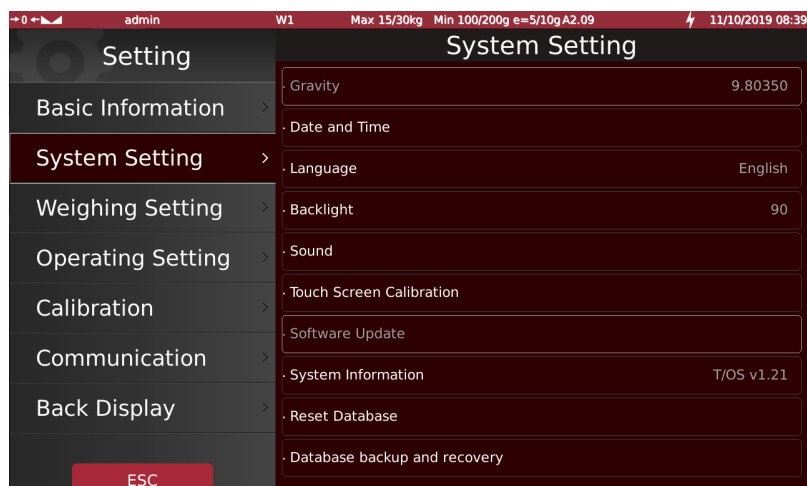 →0← admin W1 Max 15/30kg Min 100/200g e=5/10g A2.09 11/10/2019 08:39
Setting
Basic Information >
System Setting >
Weighing Setting >
Operating Setting >
Calibration >
Communication >
Back Display >
ESC
System Setting
· Gravity 9.80350
· Date and Time
· Language English
· Backlight 90
· Sound
· Touch Screen Calibration
· Software Update
· System Information T/OS v1.21
· Reset Database
· Database backup and recovery